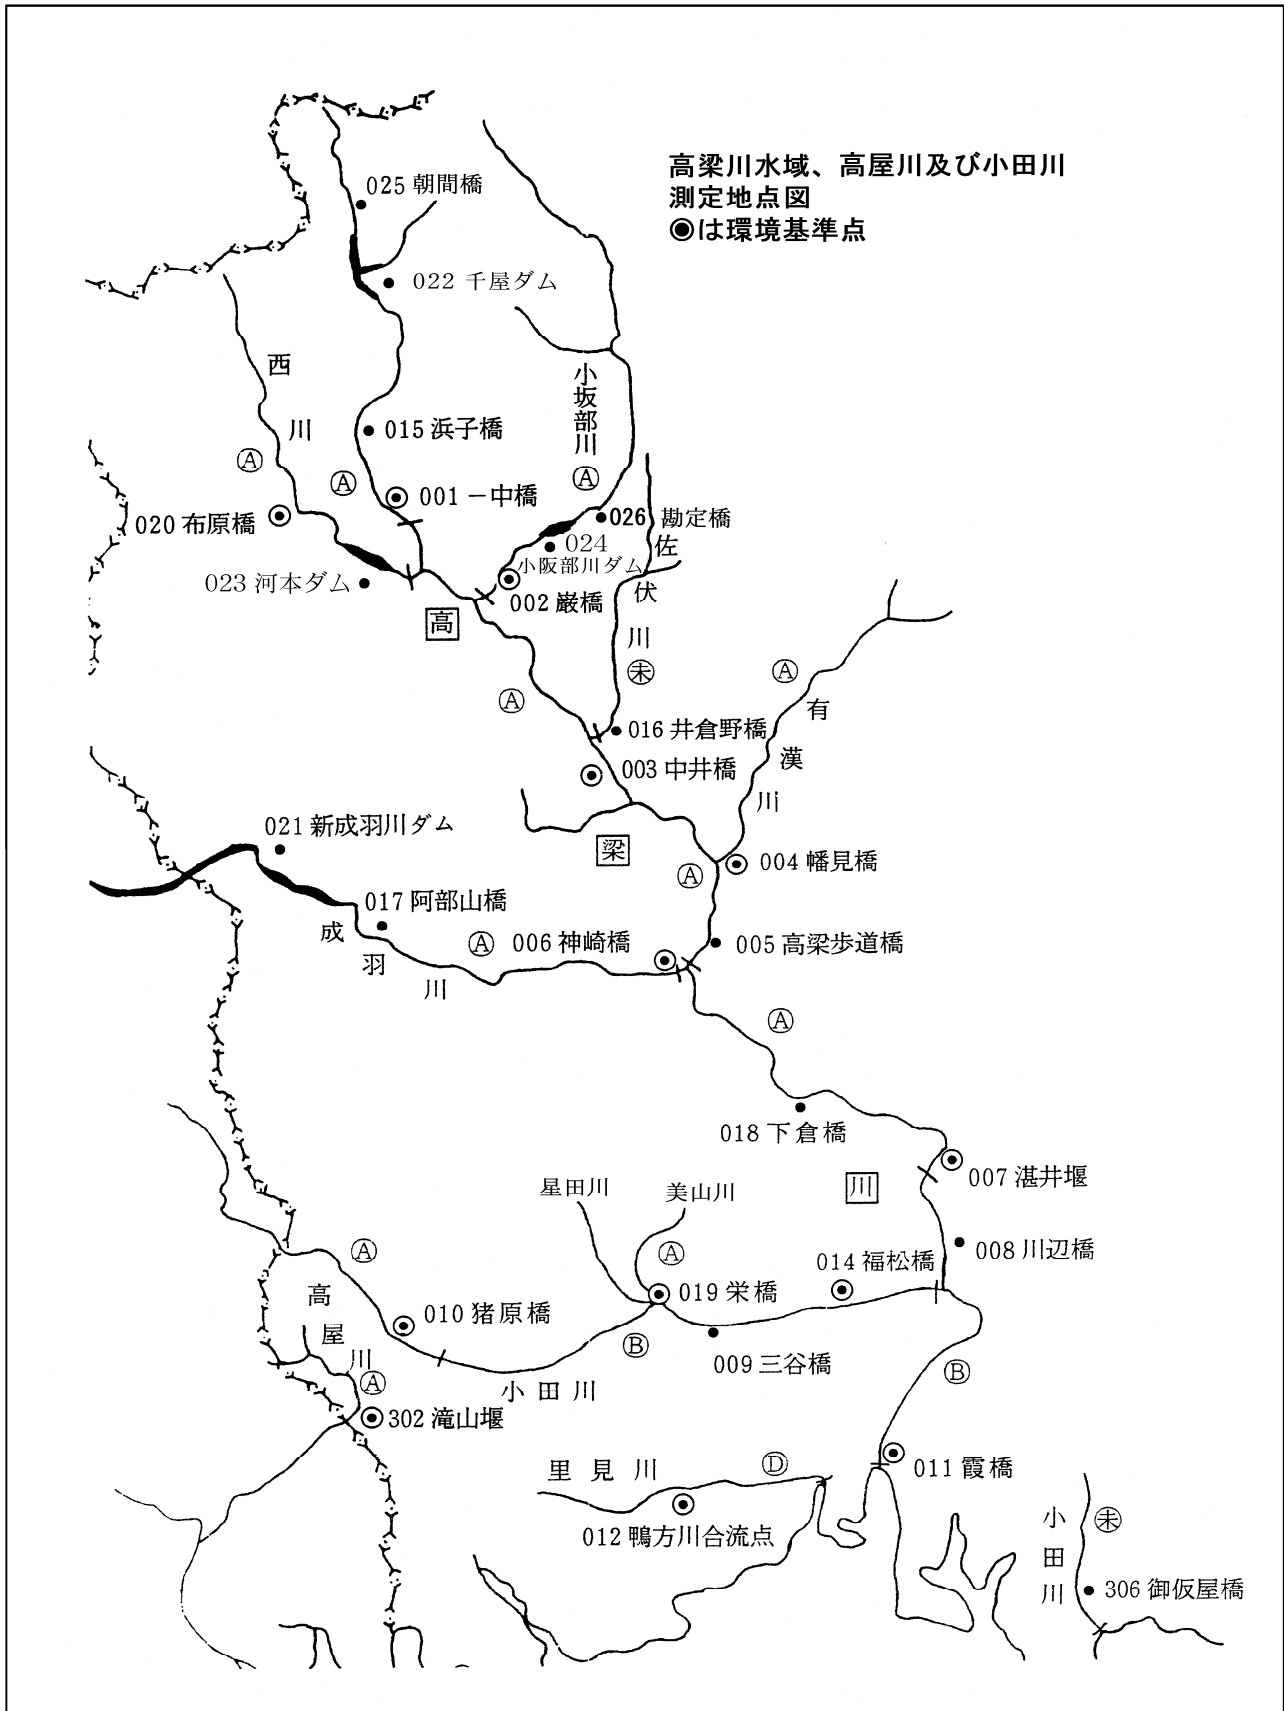 高梁川水域、高屋川及び小田川
測定地点図
◉は環境基準点
025 朝間橋
022 千屋ダム
西川
小坂部川
015 浜子橋
Ⓐ
Ⓐ
Ⓐ
001 一中橋
020 布原橋
026 勘定橋
024
小阪部川ダム
佐伏川
023 河本ダム
002 巌橋
高
㊍
Ⓐ
Ⓐ
有漢川
016 井倉野橋
003 中井橋
021 新成羽川ダム
梁
004 幡見橋
Ⓐ
017 阿部山橋
成羽川
Ⓐ
006 神崎橋
005 高梁歩道橋
Ⓐ
018 下倉橋
007 湛井堰
星田川
美山川
川
Ⓐ
Ⓐ
008 川辺橋
014 福松橋
019 栄橋
高屋川
010 猪原橋
Ⓑ
009 三谷橋
Ⓑ
Ⓐ
小田川
302 滝山堰
里見川
Ⓓ
011 霞橋
012 鴨方川合流点
小田川
未
306 御仮屋橋